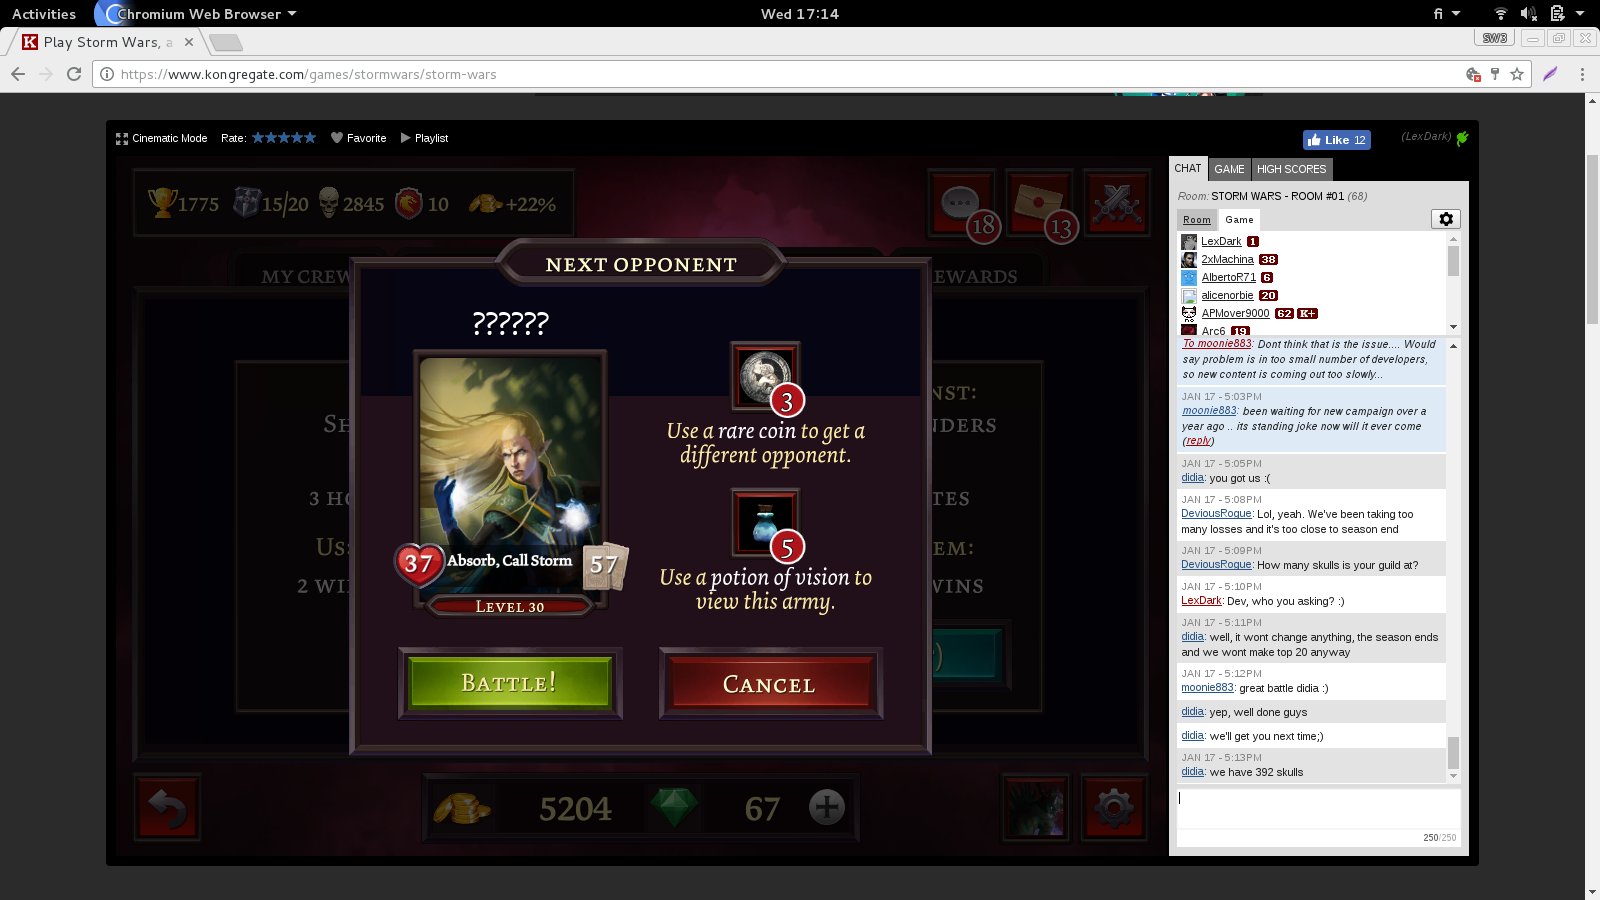 Activities
Chromium Web Browser
Wed 17:14
fi
Play Storm Wars, a
SW3
https://www.kongregate.com/games/stormwars/storm-wars
Cinematic Mode
Rate:
Favorite
Playlist
Like 12
(LexDark)
1775
15/20
2845
10
+22%
18
13
MY CREW
REWARDS
NEXT OPPONENT
??????
37
Absorb, Call Storm
57
LEVEL 30
3
Use a rare coin to get a
different opponent.
5
Use a potion of vision to
view this army.
BATTLE!
CANCEL
5204
67
CHAT
GAME
HIGH SCORES
Room: STORM WARS - ROOM #01 (68)
Room
Game
LexDark 1
2xMachina 38
AlbertoR71 6
alicenorbie 20
APMover9000 62 K+
Arc6 19
To moonie883: Dont think that is the issue.... Would
say problem is in too small number of developers,
so new content is coming out too slowly...
JAN 17 - 5:03PM
moonie883: been waiting for new campaign over a
year ago .. its standing joke now will it ever come
(reply)
JAN 17 - 5:05PM
didia: you got us :(
JAN 17 - 5:08PM
DeviousRogue: Lol, yeah. We've been taking too
many losses and it's too close to season end
JAN 17 - 5:09PM
DeviousRogue: How many skulls is your guild at?
JAN 17 - 5:10PM
LexDark: Dev, who you asking? :)
JAN 17 - 5:11PM
didia: well, it wont change anything, the season ends
and we wont make top 20 anyway
JAN 17 - 5:12PM
moonie883: great battle didia :)
didia: yep, well done guys
didia: we'll get you next time;)
JAN 17 - 5:13PM
didia: we have 392 skulls
250/250